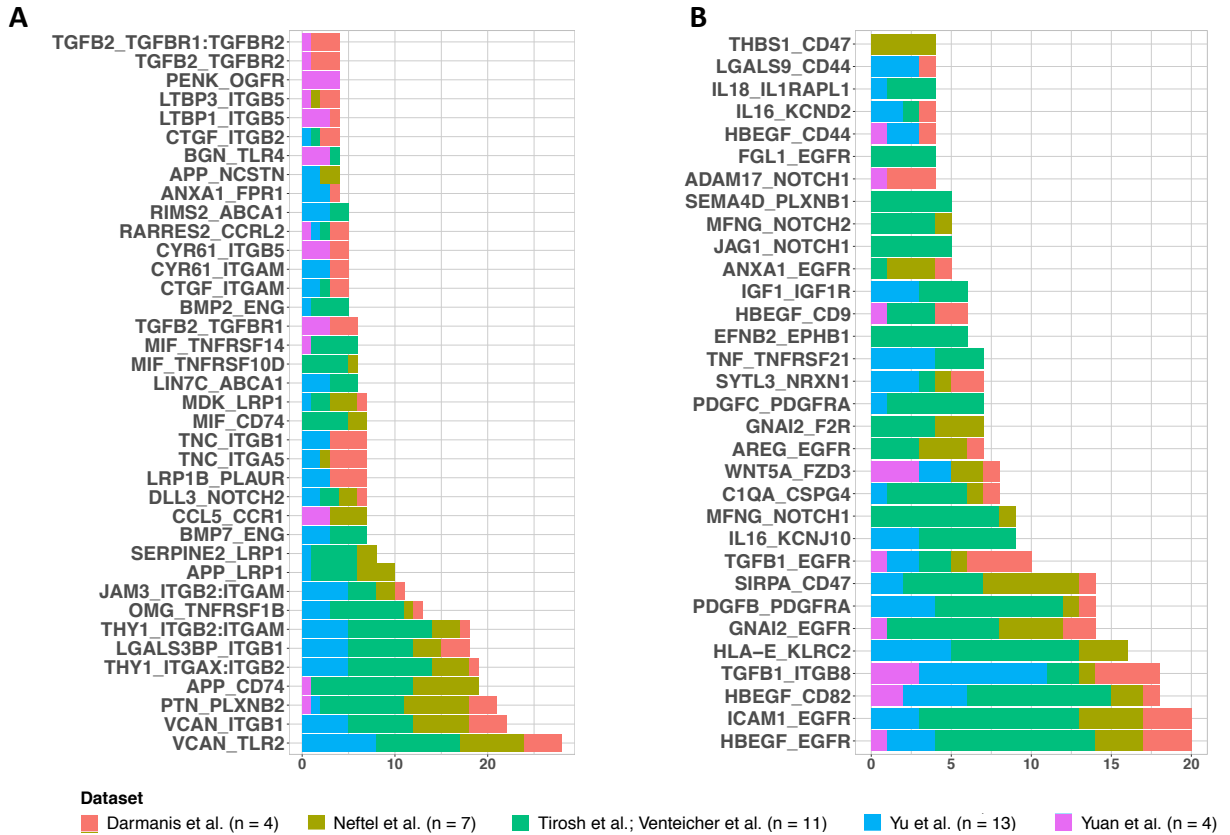 A
TGFB2_TGFBR1:TGFBR2
TGFB2_TGFBR2
PENK_OGFR
LTBP3_ITGB5
LTBP1_ITGB5
CTGF_ITGB2
BGN_TLR4
APP_NCSTN
ANXA1_FPR1
RIMS2_ABCA1
RARRES2_CCRL2
CYR61_ITGB5
CYR61_ITGAM
CTGF_ITGAM
BMP2_ENG
TGFB2_TGFBR1
MIF_TNFRSF14
MIF_TNFRSF10D
LIN7C_ABCA1
MDK_LRP1
MIF_CD74
TNC_ITGB1
TNC_ITGA5
LRP1B_PLAUR
DLL3_NOTCH2
CCL5_CCR1
BMP7_ENG
SERPINE2_LRP1
APP_LRP1
JAM3_ITGB2:ITGAM
OMG_TNFRSF1B
THY1_ITGB2:ITGAM
LGALS3BP_ITGB1
THY1_ITGAX:ITGB2
APP_CD74
PTN_PLXNB2
VCAN_ITGB1
VCAN_TLR2
0 10 20
B
THBS1_CD47
LGALS9_CD44
IL18_IL1RAPL1
IL16_KCND2
HBEGF_CD44
FGL1_EGFR
ADAM17_NOTCH1
SEMA4D_PLXNB1
MFNG_NOTCH2
JAG1_NOTCH1
ANXA1_EGFR
IGF1_IGF1R
HBEGF_CD9
EFNB2_EPHB1
TNF_TNFRSF21
SYTL3_NRXN1
PDGFC_PDGFRA
GNAI2_F2R
AREG_EGFR
WNT5A_FZD3
C1QA_CSPG4
MFNG_NOTCH1
IL16_KCNJ10
TGFB1_EGFR
SIRPA_CD47
PDGFB_PDGFRA
GNAI2_EGFR
HLA−E_KLRC2
TGFB1_ITGB8
HBEGF_CD82
ICAM1_EGFR
HBEGF_EGFR
0 5 10 15 20
Dataset
Darmanis et al. (n = 4) Neftel et al. (n = 7) Tirosh et al.; Venteicher et al. (n = 11) Yu et al. (n = 13) Yuan et al. (n = 4)